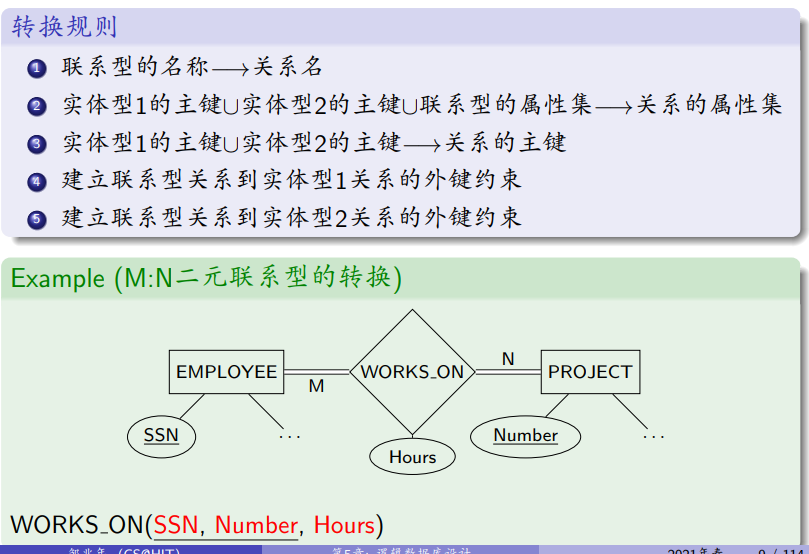 转换规则
1 联系型的名称⟶关系名
2 实体型1的主键∪实体型2的主键∪联系型的属性集⟶关系的属性集
3 实体型1的主键∪实体型2的主键⟶关系的主键
4 建立联系型关系到实体型1关系的外键约束
5 建立联系型关系到实体型2关系的外键约束
Example (M:N二元联系型的转换)
EMPLOYEE M WORKS_ON N PROJECT
SSN ... Hours Number ...
WORKS_ON(SSN, Number, Hours)
(CS@HIT) 第5章: 逻辑数据库设计 2021年春 9 / 114